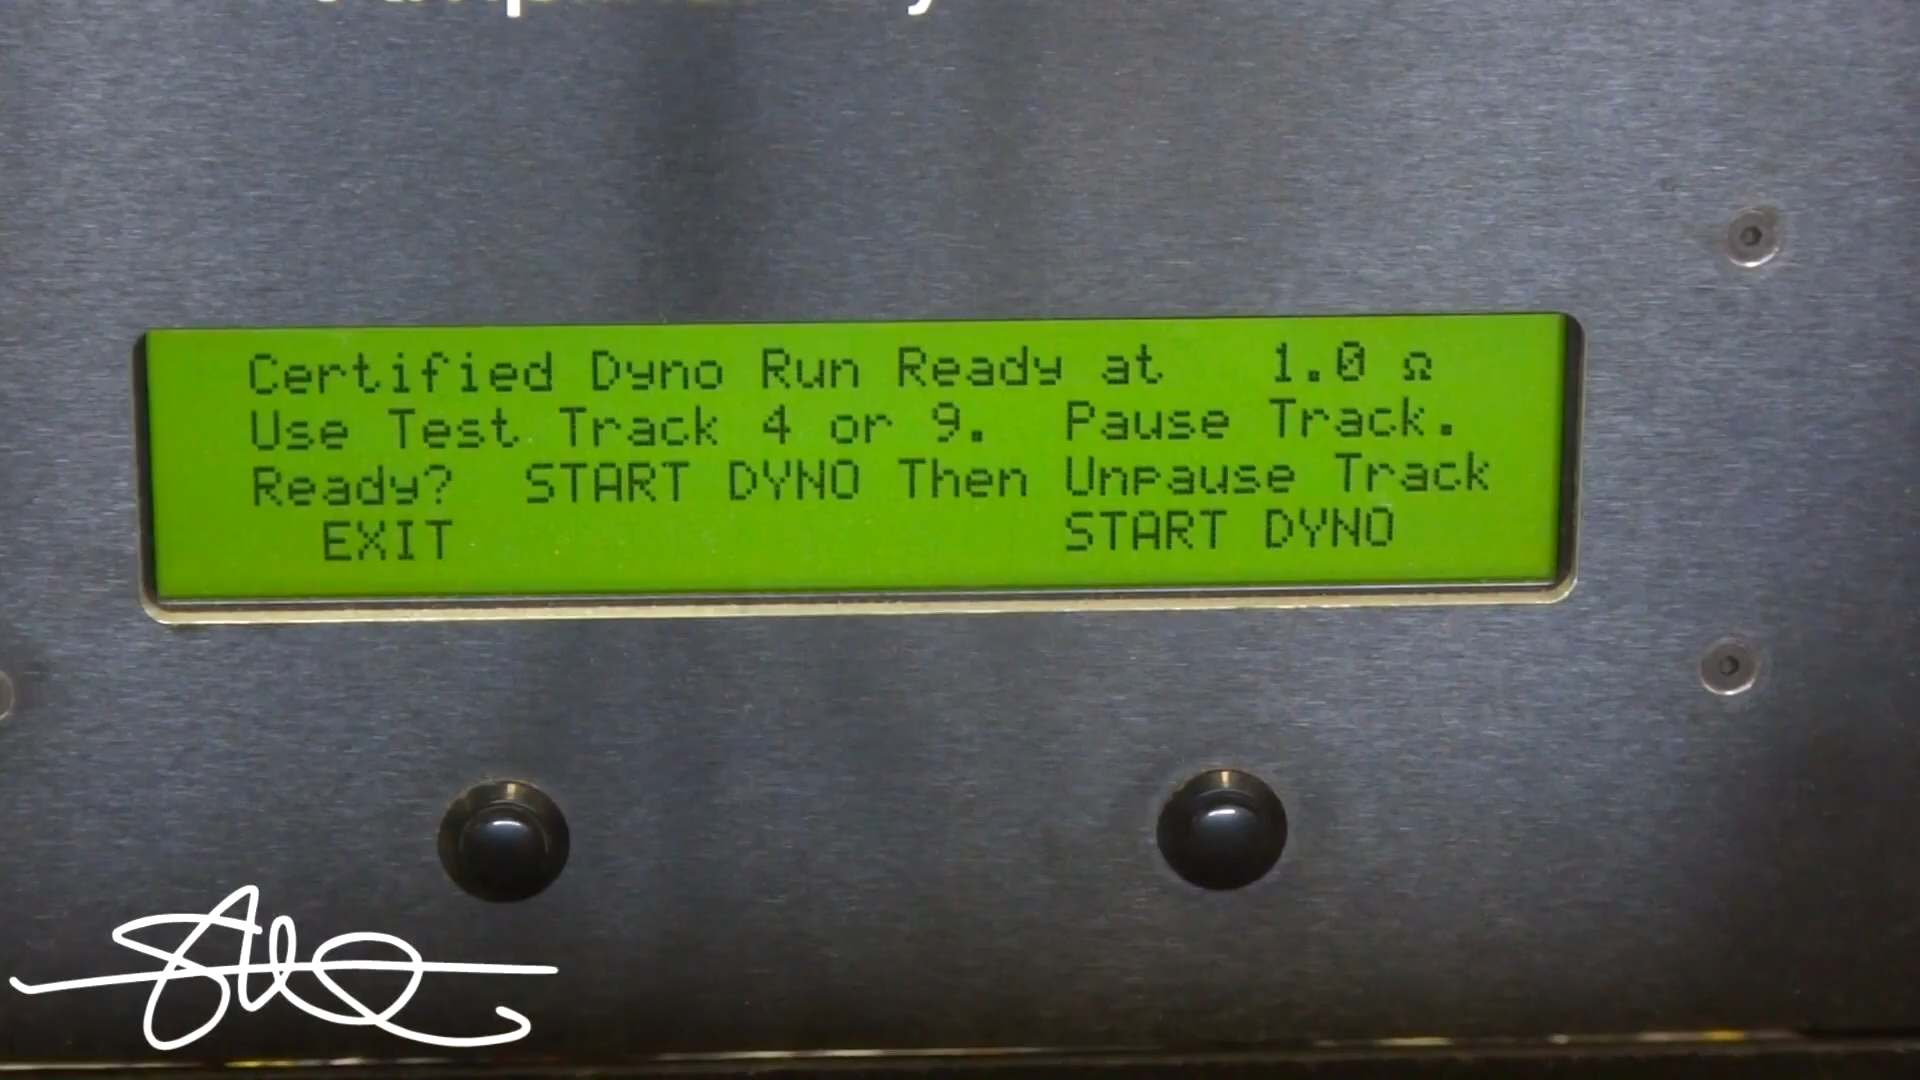 Certified Dyno Run Ready at 1.0 Ω
Use Test Track 4 or 9. Pause Track.
Ready? START DYNO Then Unpause Track
EXIT START DYNO